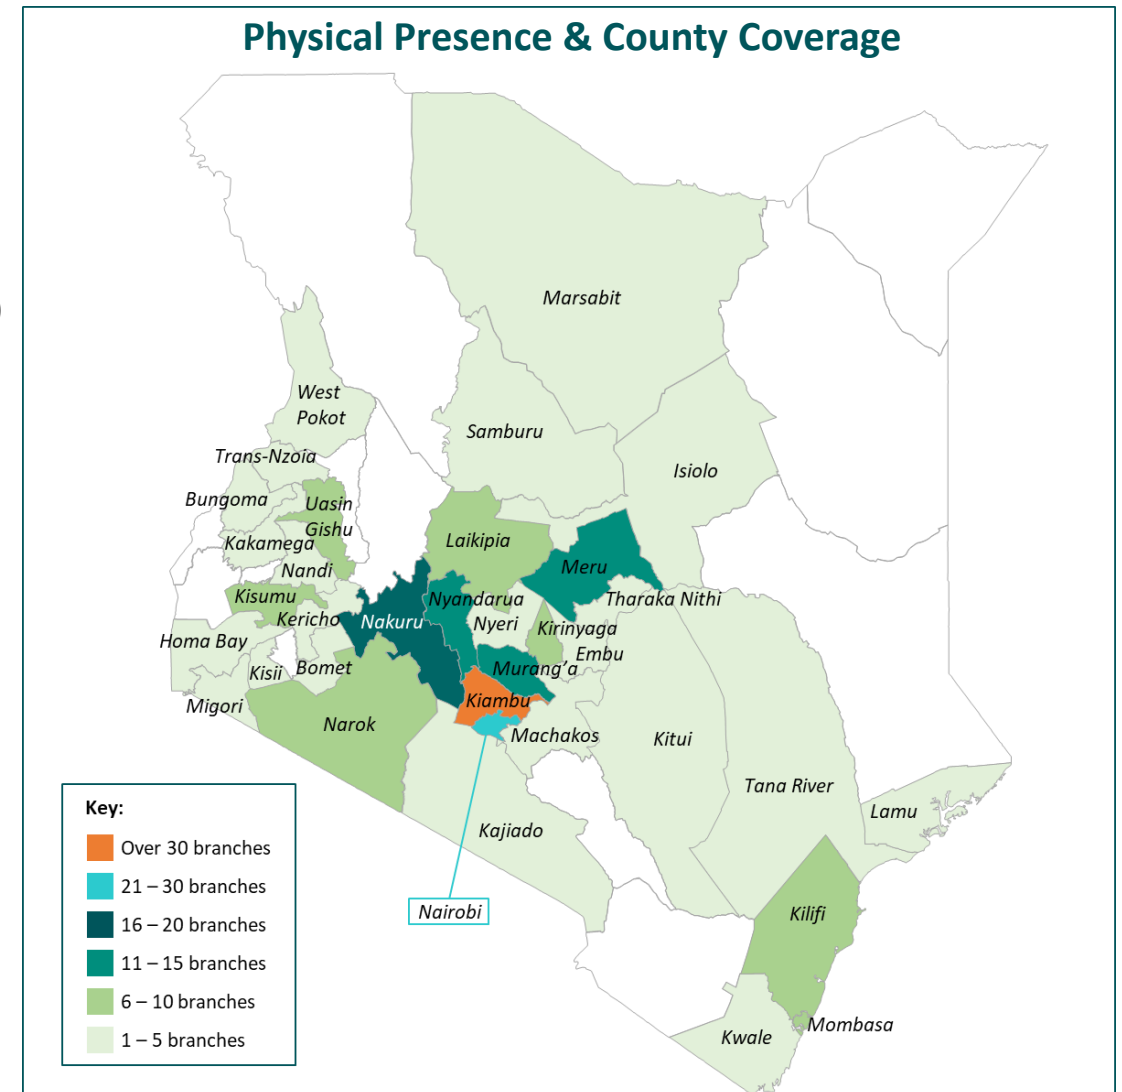 Physical Presence & County Coverage
Marsabit
West
Pokot
Samburu
Trans-Nzoia
Isiolo
Bungoma
Uasin
Gishu
Kakamega
Laikipia
Meru
Nandi
Kisumu
Nyandarua
Tharaka Nithi
Kericho
Nakuru
Nyeri
Kirinyaga
Homa Bay
Embu
Kisii
Bomet
Murang’a
Migori
Kiambu
Narok
Machakos
Kitui
Tana River
Lamu
Kajiado
Nairobi
Kilifi
Mombasa
Kwale
Key:
Over 30 branches
21 – 30 branches
16 – 20 branches
11 – 15 branches
6 – 10 branches
1 – 5 branches